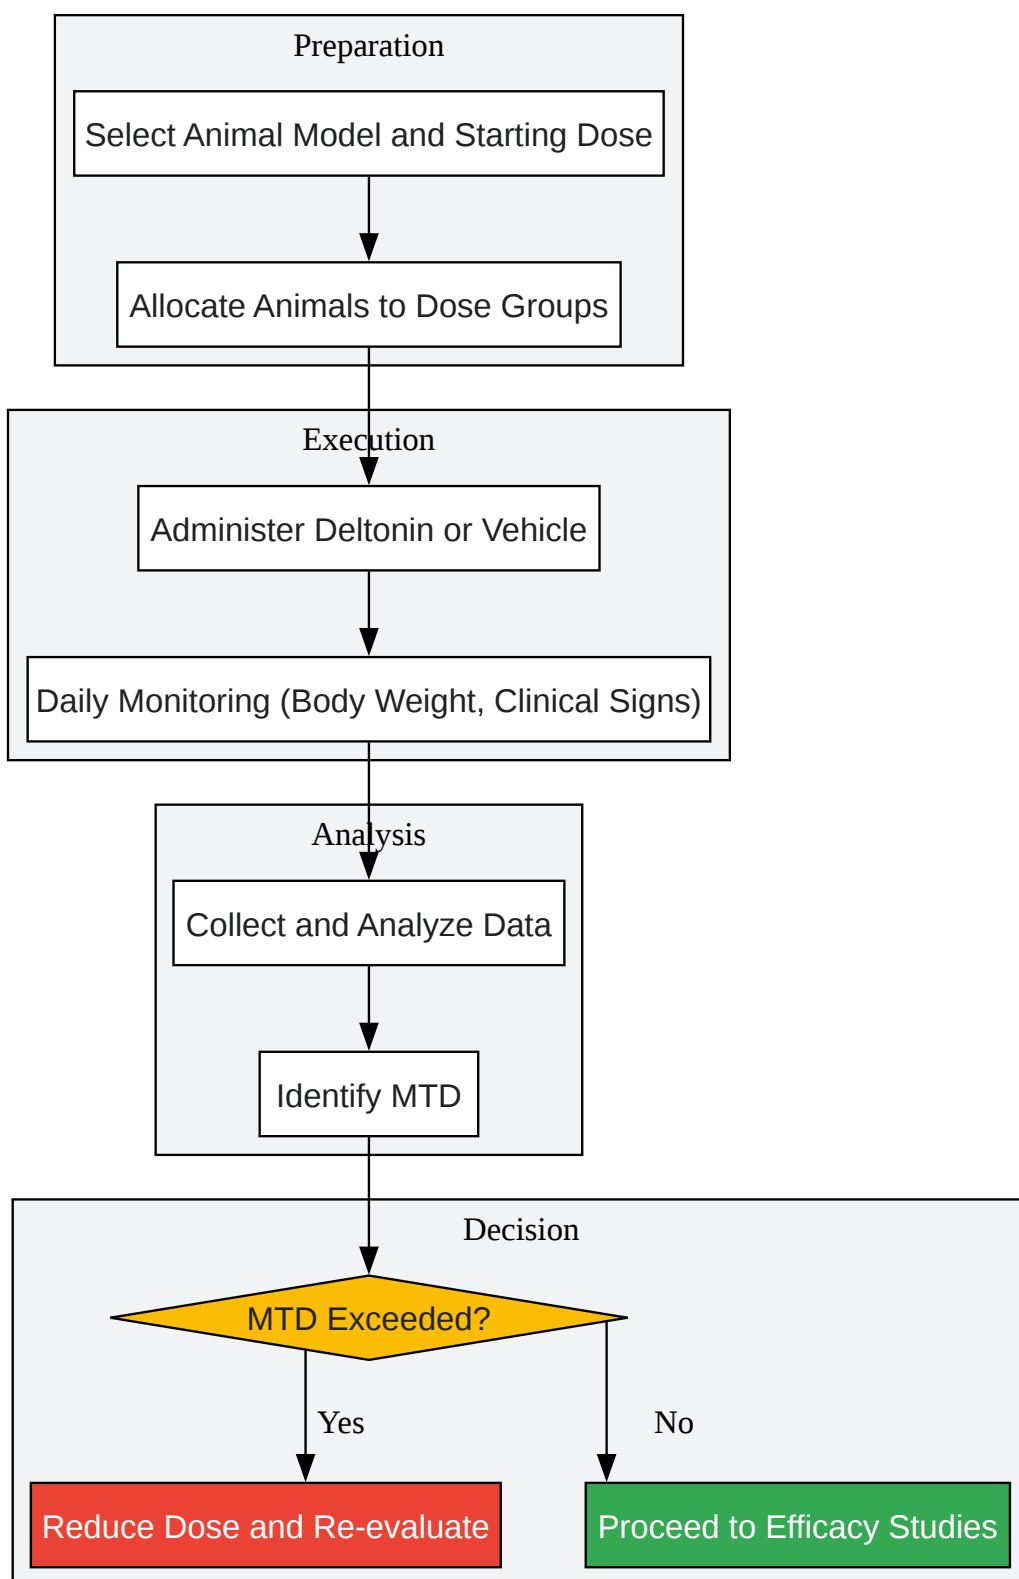 Preparation
Select Animal Model and Starting Dose
Allocate Animals to Dose Groups
Execution
Administer Deltonin or Vehicle
Daily Monitoring (Body Weight, Clinical Signs)
Analysis
Collect and Analyze Data
Identify MTD
Decision
MTD Exceeded?
Yes
No
Reduce Dose and Re-evaluate
Proceed to Efficacy Studies